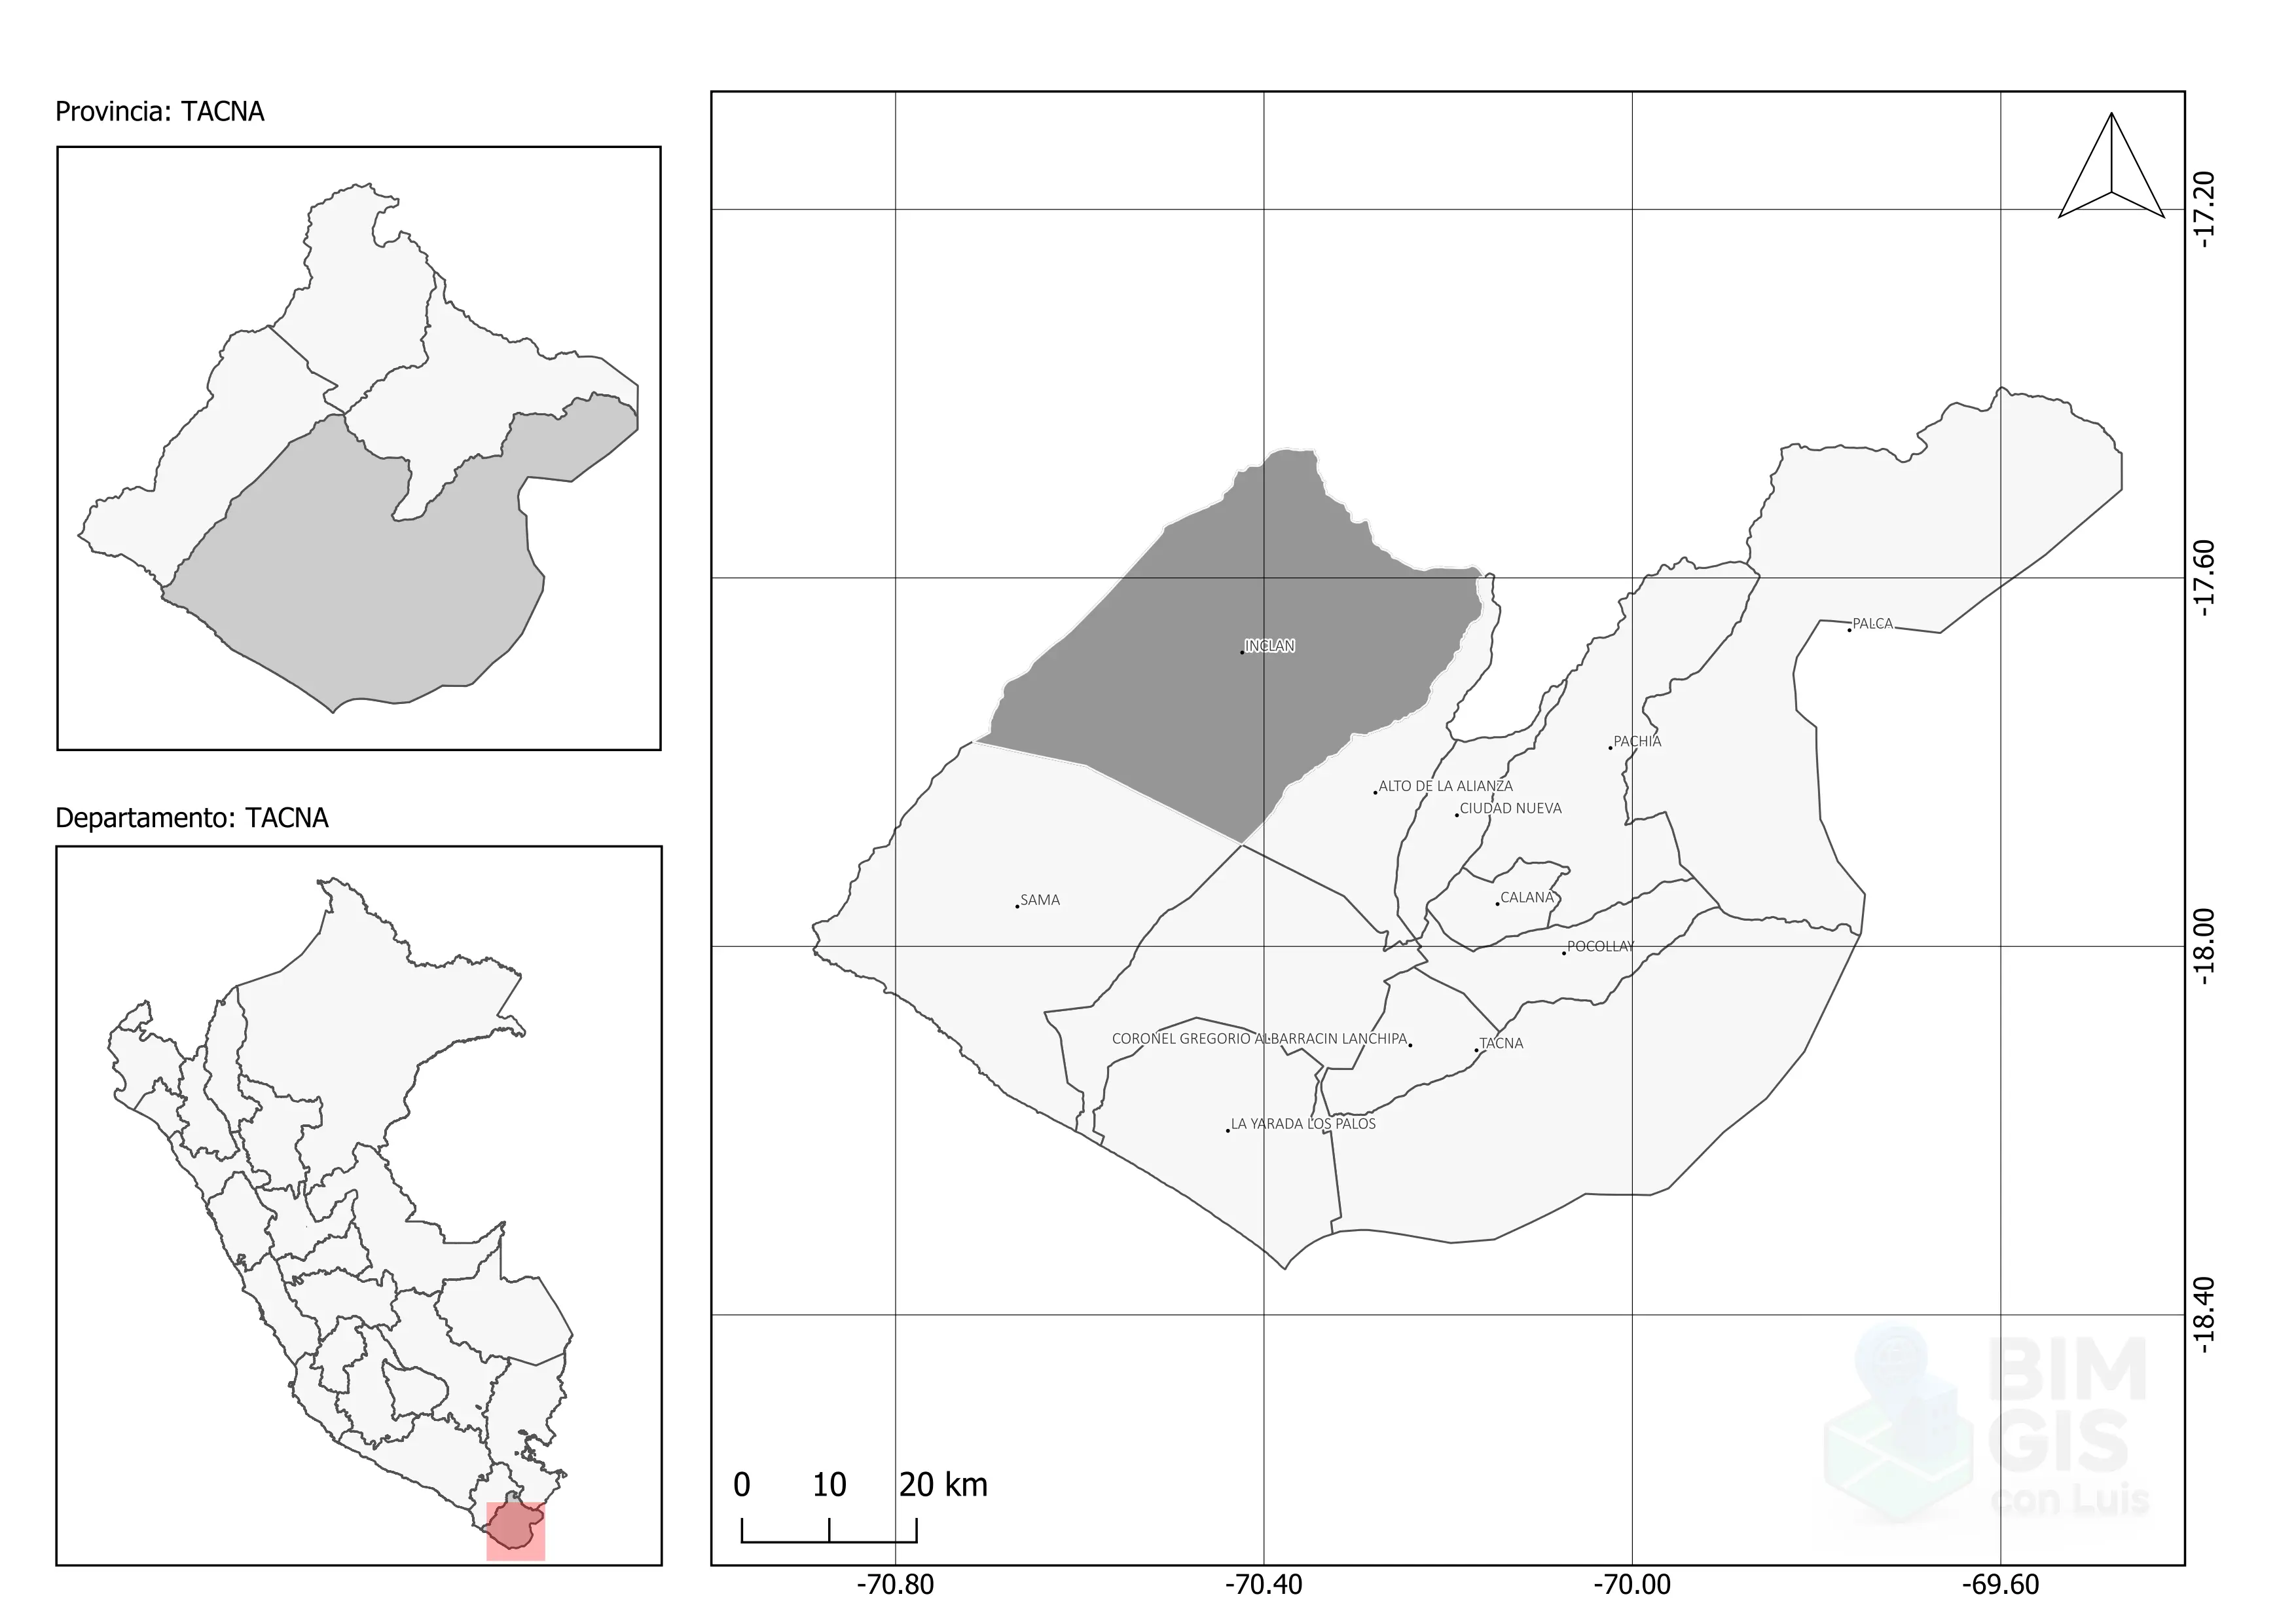 Provincia: TACNA
Departamento: TACNA
-17.20
-17.60
-18.00
-18.40
INCLAN
PALCA
PACHIA
ALTO DE LA ALIANZA
CIUDAD NUEVA
SAMA
CALANA
POCOLLAY
CORONEL GREGORIO ALBARRACIN LANCHIPA
TACNA
LA YARADA LOS PALOS
BIM
GIS
con Luis
0 10 20 km
-70.80 -70.40 -70.00 -69.60